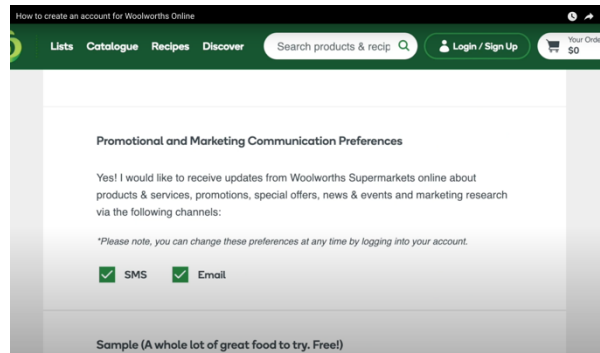 How to create an account for Woolworths Online
Lists Catalogue Recipes Discover Search products & recip Login / Sign Up Your Orde
$0
Promotional and Marketing Communication Preferences
Yes! I would like to receive updates from Woolworths Supermarkets online about
products & services, promotions, special offers, news & events and marketing research
via the following channels:
*Please note, you can change these preferences at any time by logging into your account.
SMS Email
Sample (A whole lot of great food to try. Free!)